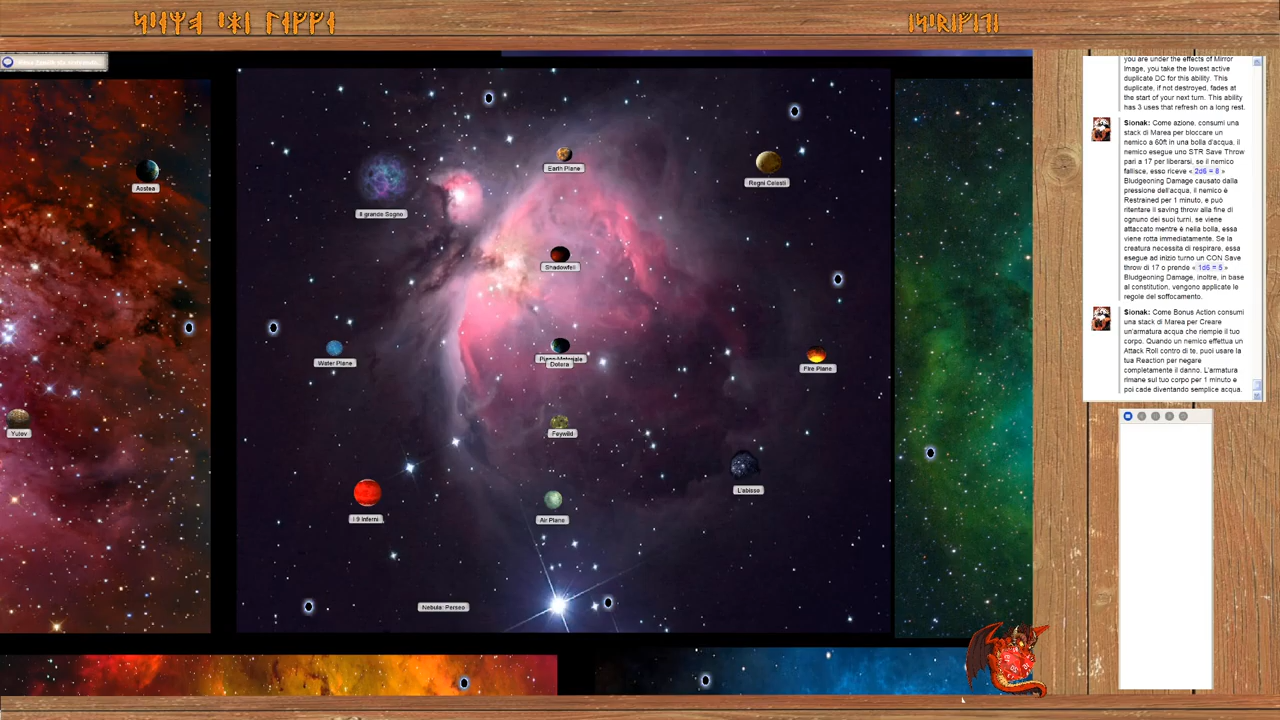 Aostea
Earth Plane
Regni Celesti
Il grande Sogno
Shadowfell
Water Plane
Dolora
Fire Plane
Yutev
Feywild
L'abisso
I 9 Inferni
Air Plane
Nebula: Perseo
you are under the effects of Mirror
Image, you take the lowest active
duplicate DC for this ability. This
duplicate, if not destroyed, fades at
the start of your next turn. This ability
has 3 uses that refresh on a long rest.
Sionak: Come azione, consumi una
stack di Marea per bloccare un
nemico a 60ft in una bolla d'acqua, il
nemico esegue uno STR Save Throw
pari a 17 per liberarsi, se il nemico
fallisce, esso riceve « 2d6 = 8 »
Bludgeoning Damage causato dalla
pressione dell'acqua, il nemico è
Restrained per 1 minuto, e può
ritentare il saving throw alla fine di
ognuno dei suoi turni, se viene
attaccato mentre è nella bolla, essa
viene rotta immediatamente. Se la
creatura necessita di respirare, essa
esegue ad inizio turno un CON Save
throw di 17 o prende « 1d6 = 5 »
Bludgeoning Damage, inoltre, in base
al constitution, vengono applicate le
regole del soffocamento.
Sionak: Come Bonus Action consumi
una stack di Marea per Creare
un'armatura acqua che riempie il tuo
corpo. Quando un nemico effettua un
Attack Roll contro di te, puoi usare la
tua Reaction per negare
completamente il danno. L'armatura
rimane sul tuo corpo per 1 minuto e
poi cade diventando semplice acqua.